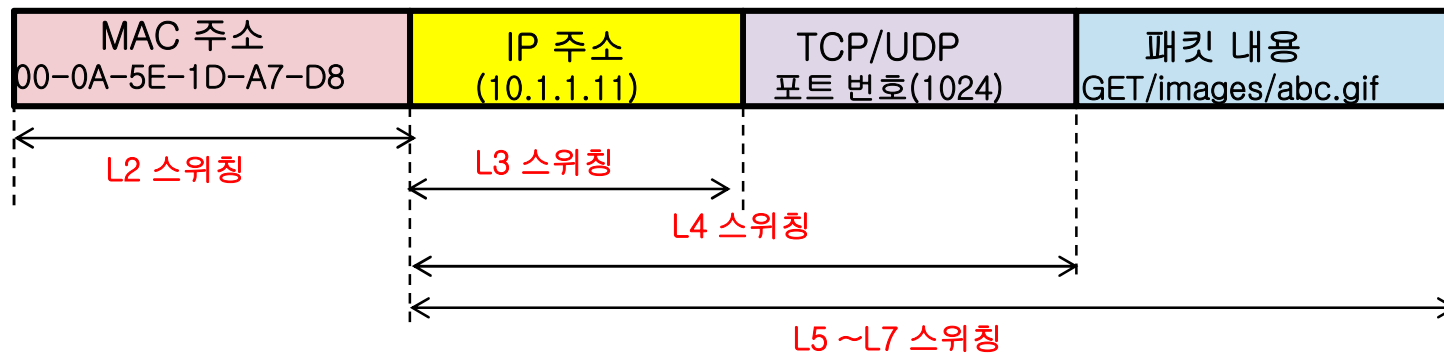 MAC 주소
00-0A-5E-1D-A7-D8
IP 주소
(10.1.1.11)
TCP/UDP
포트 번호(1024)
패킷 내용
GET/images/abc.gif
L2 스위칭
L3 스위칭
L4 스위칭
L5 ~L7 스위칭